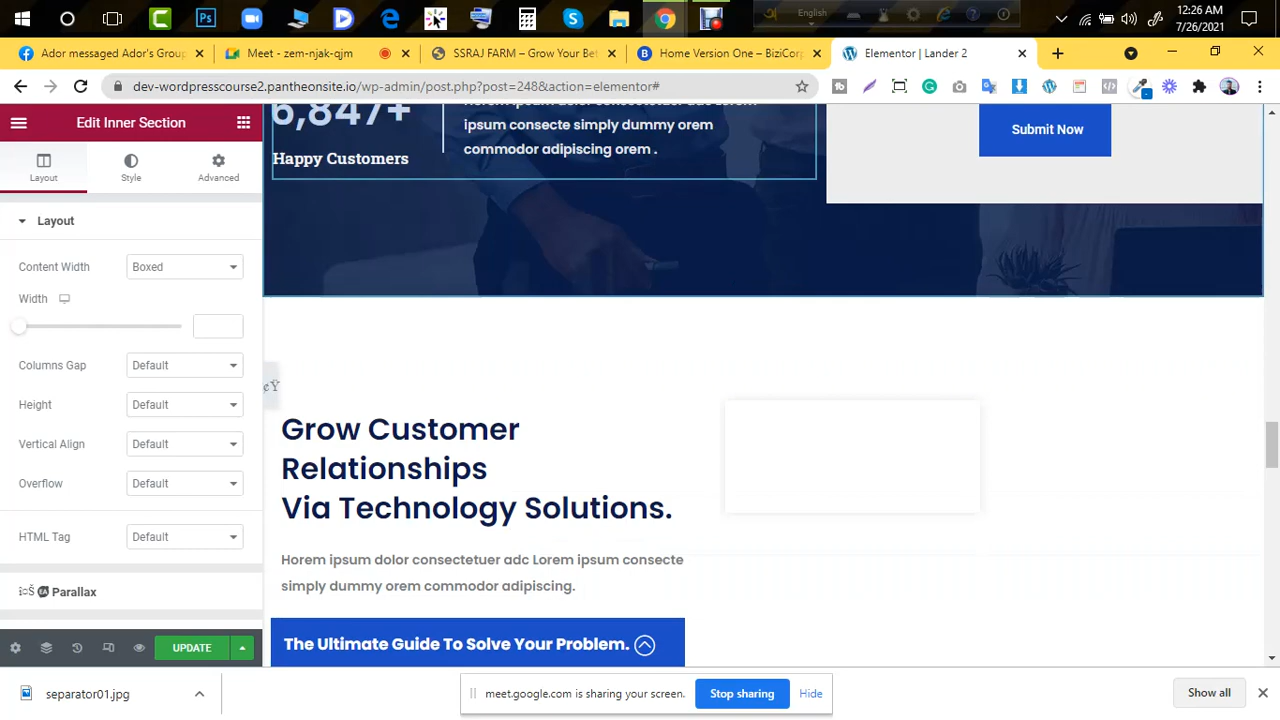 English
12:26 AM
7/26/2021
Ador messaged Ador's Group
Meet - zem-njak-qjm
SSRAJ FARM – Grow Your Bet
Home Version One – BiziCorp
Elementor | Lander 2
dev-wordpresscourse2.pantheonsite.io/wp-admin/post.php?post=248&action=elementor#
Edit Inner Section
Layout
Style
Advanced
Layout
Content Width
Boxed
Width
Columns Gap
Default
Height
Default
Vertical Align
Default
Overflow
Default
HTML Tag
Default
Parallax
UPDATE
6,847+
Happy Customers
ipsum consecte simply dummy orem
commodor adipiscing orem .
Submit Now
Grow Customer
Relationships
Via Technology Solutions.
Horem ipsum dolor consectetuer adc Lorem ipsum consecte
simply dummy orem commodor adipiscing.
The Ultimate Guide To Solve Your Problem.
separator01.jpg
meet.google.com is sharing your screen.
Stop sharing
Hide
Show all